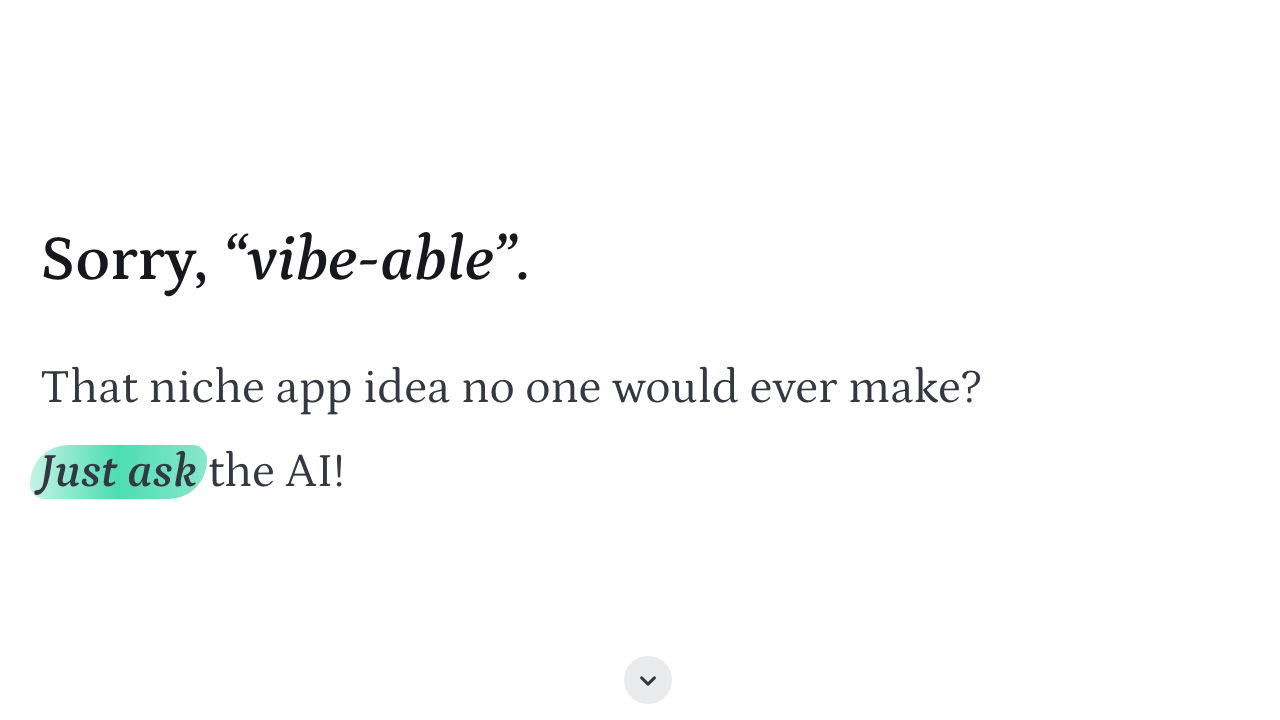 Sorry, “vibe-able”.
That niche app idea no one would ever make?
Just ask the AI!